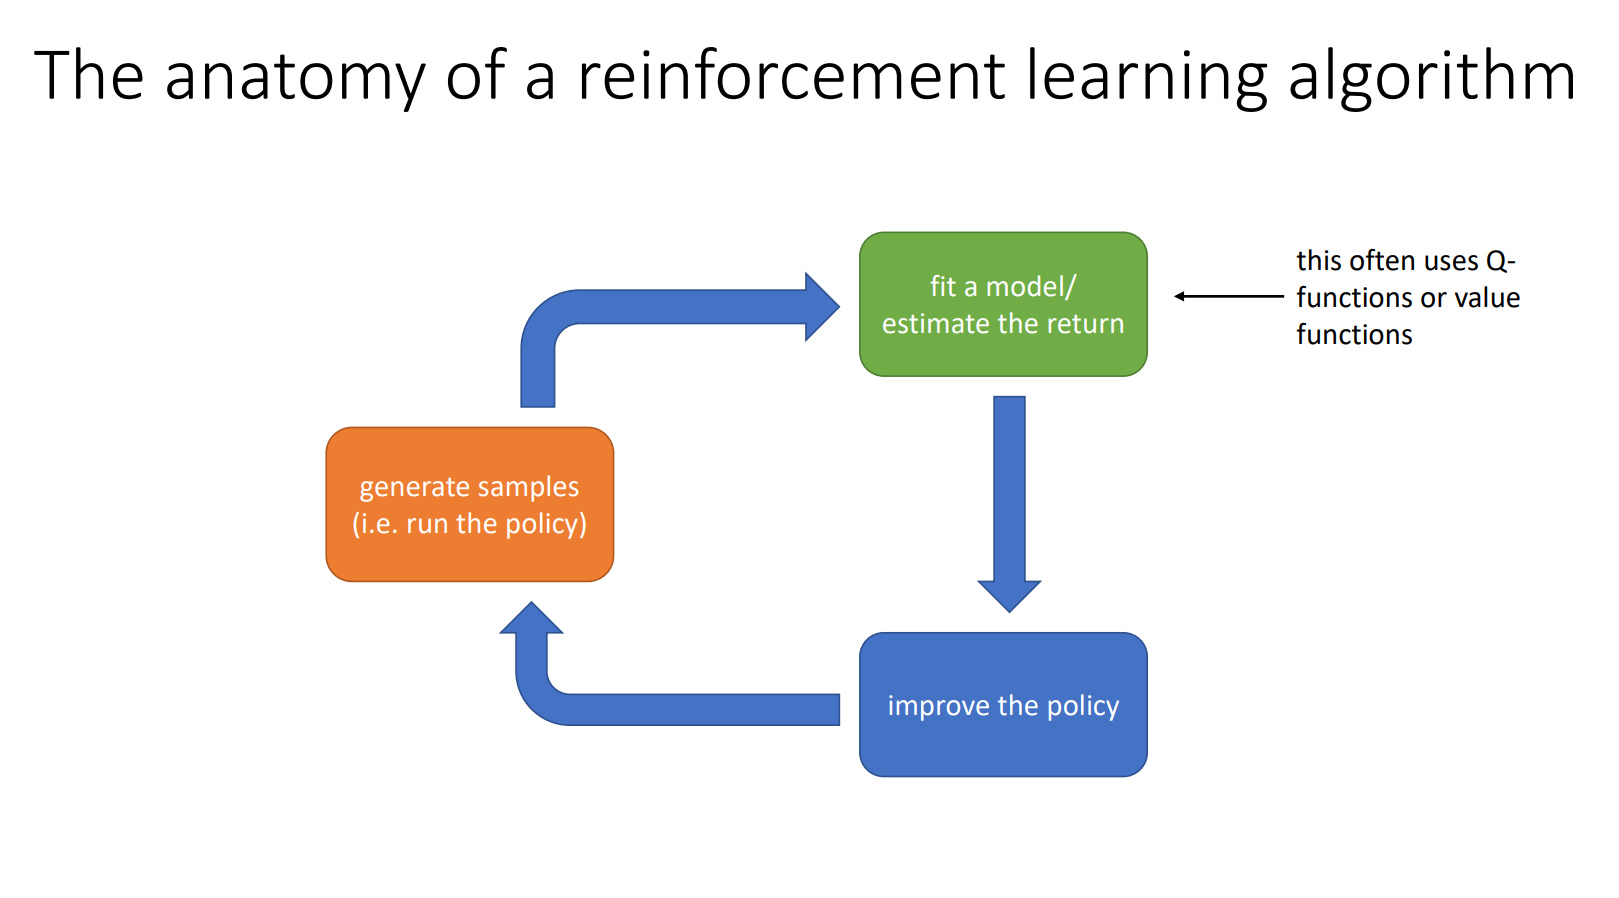 The anatomy of a reinforcement learning algorithm
fit a model/
estimate the return
this often uses Q-
functions or value
functions
generate samples
(i.e. run the policy)
improve the policy